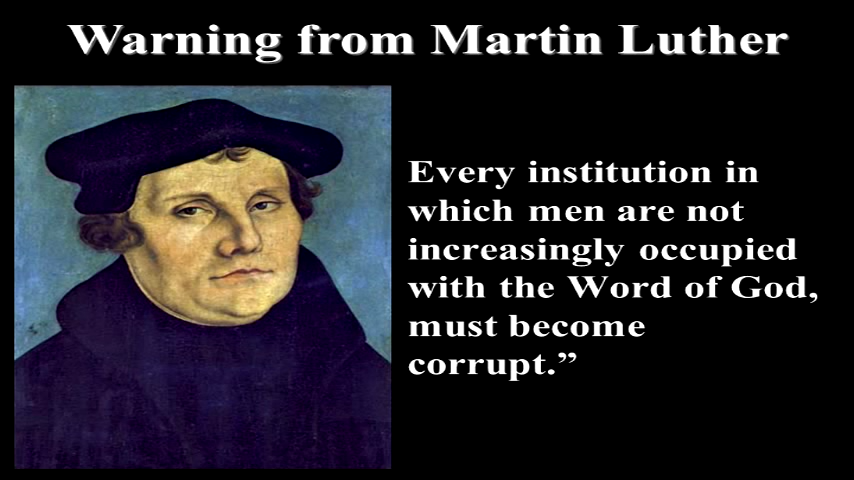 Warning from Martin Luther
Every institution in
which men are not
increasingly occupied
with the Word of God,
must become
corrupt.”